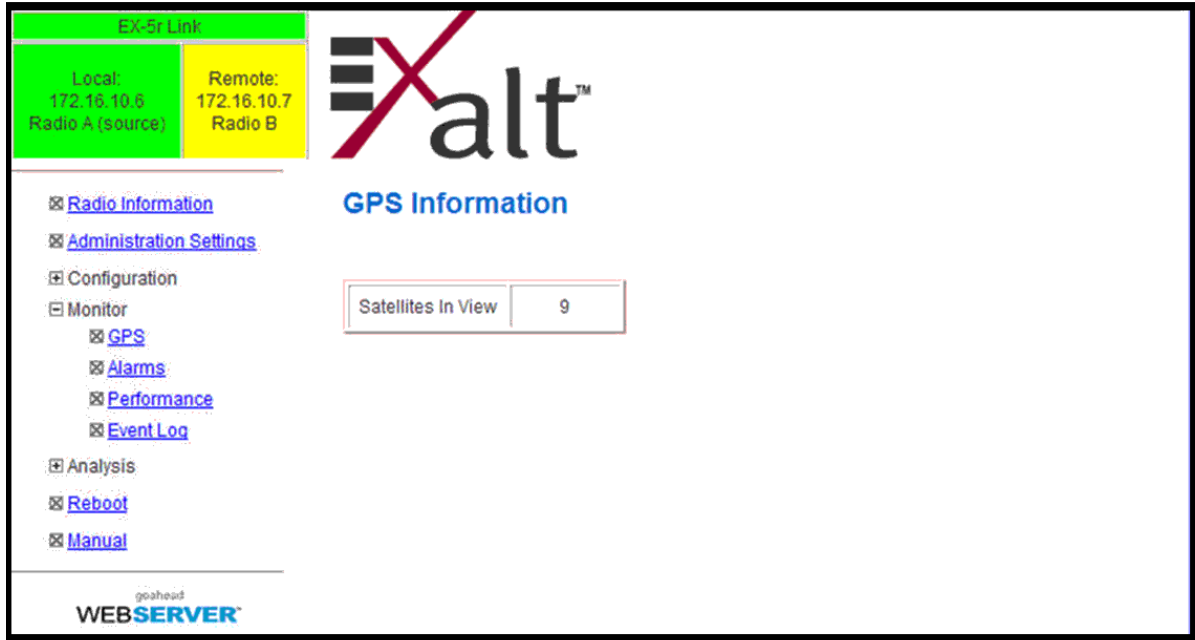 EX-5r Link
Local:
172.16.10.6
Radio A (source)
Remote:
172.16.10.7
Radio B
EXalt™
Radio Information
Administration Settings
Configuration
Monitor
GPS
Alarms
Performance
Event Log
Analysis
Reboot
Manual
goahead
WEBSERVER™
GPS Information
Satellites In View 9